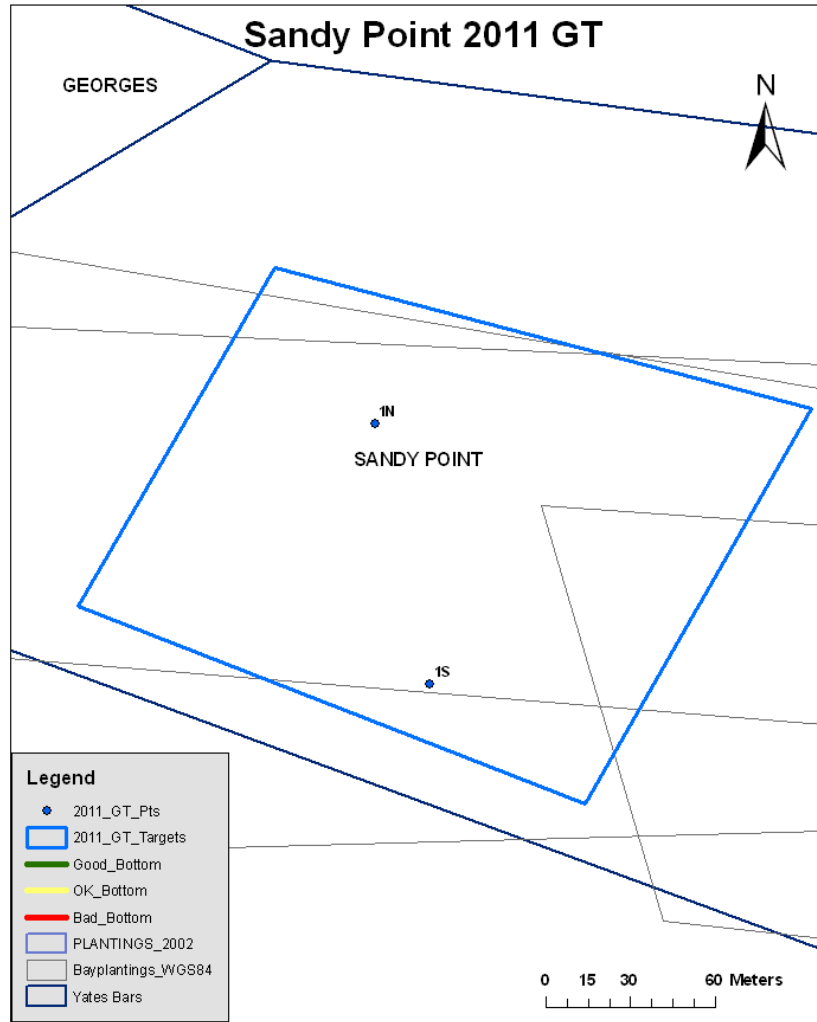 Sandy Point 2011 GT
GEORGES
N
1N
SANDY POINT
1S
Legend
2011_GT_Pts
2011_GT_Targets
Good_Bottom
OK_Bottom
Bad_Bottom
PLANTINGS_2002
Bayplantings_WGS84
Yates Bars
0 15 30 60 Meters